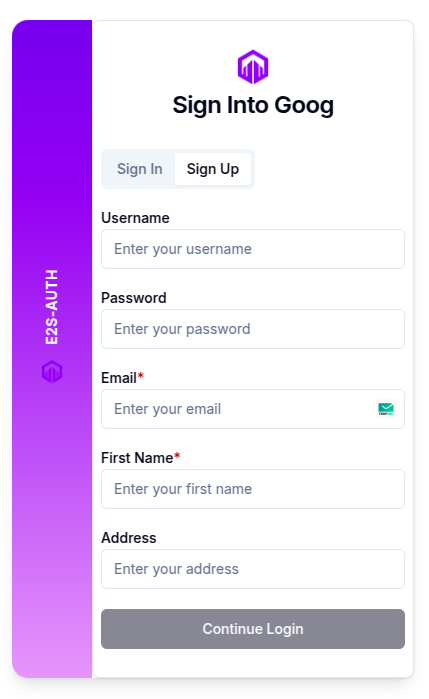 E2S-AUTH
Sign Into Goog
Sign In
Sign Up
Username
Enter your username
Password
Enter your password
Email*
Enter your email
First Name*
Enter your first name
Address
Enter your address
Continue Login